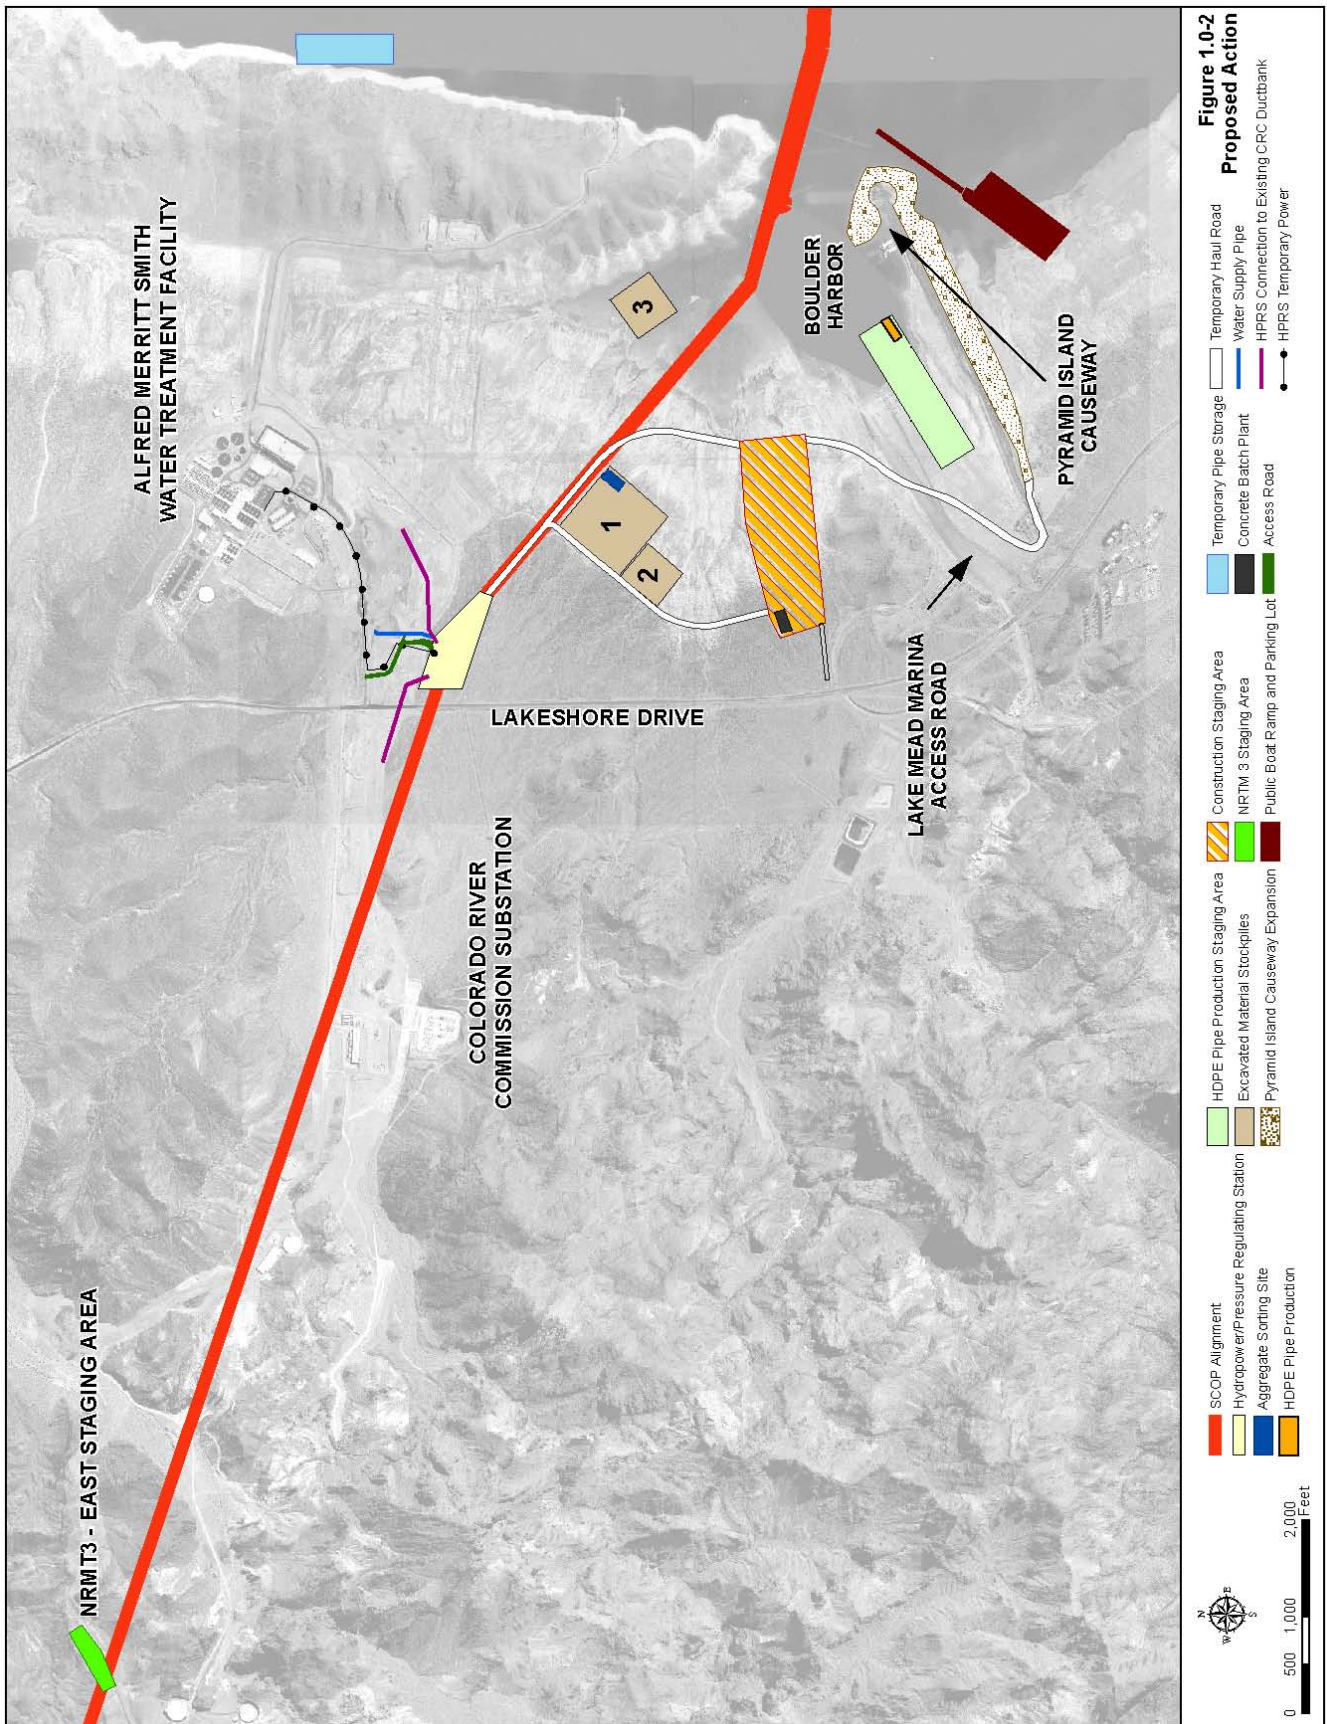 NRMT3 - EAST STAGING AREA
ALFRED MERRITT SMITH
WATER TREATMENT FACILITY
COLORADO RIVER
COMMISSION SUBSTATION
LAKESHORE DRIVE
1
2
3
BOULDER
HARBOR
LAKE MEAD MARINA
ACCESS ROAD
PYRAMID ISLAND
CAUSEWAY
N
E
S
W
0 500 1,000 2,000
Feet
SCOP Alignment
Hydropower/Pressure Regulating Station
Aggregate Sorting Site
HDPE Pipe Production
HDPE Pipe Production Staging Area
Excavated Material Stockpiles
Pyramid Island Causeway Expansion
Construction Staging Area
NRTM 3 Staging Area
Public Boat Ramp and Parking Lot
Temporary Pipe Storage
Concrete Batch Plant
Access Road
Temporary Haul Road
Water Supply Pipe
HPRS Connection to Existing CRC Ductbank
HPRS Temporary Power
Figure 1.0-2
Proposed Action